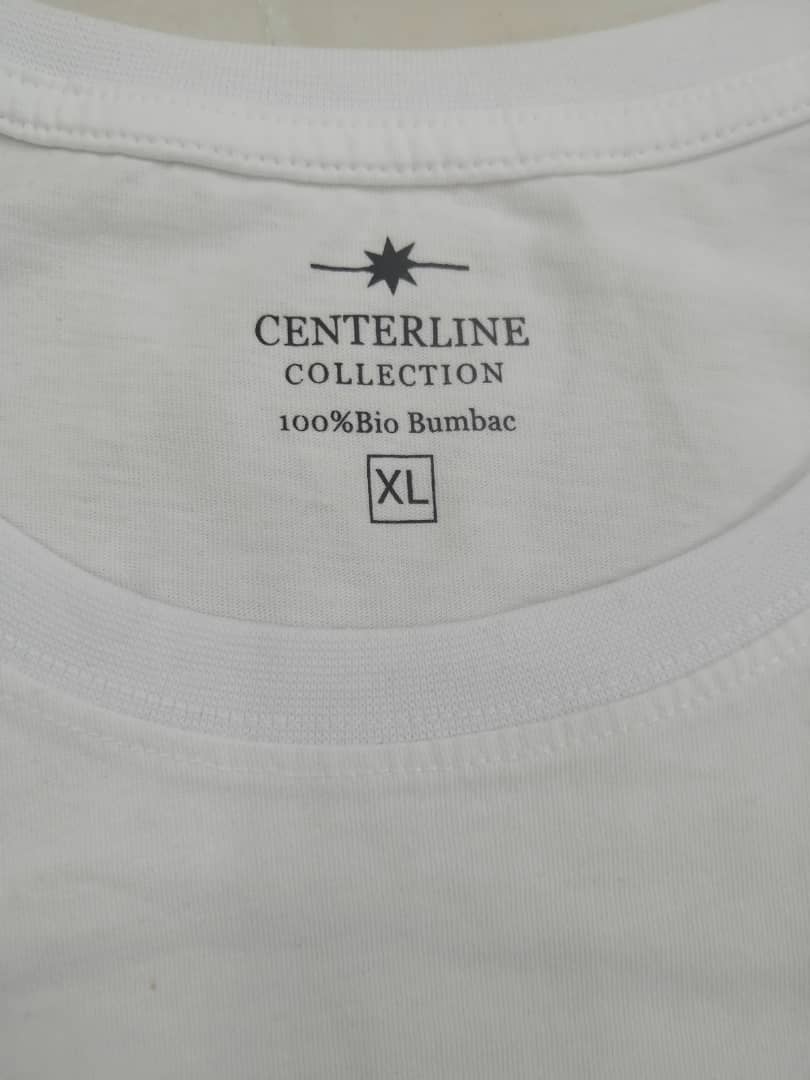 CENTERLINE
COLLECTION
100%Bio Bumbac
XL